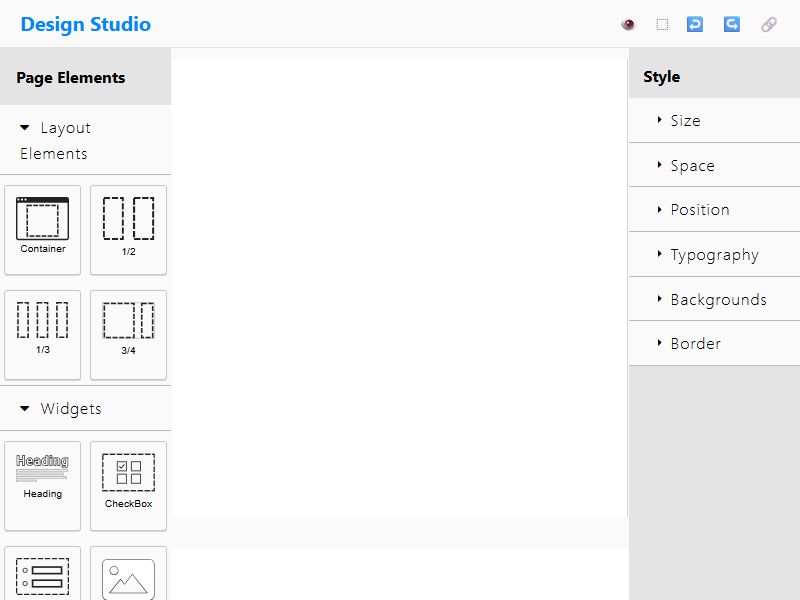 Design Studio
Page Elements
Layout
Elements
Container
1/2
1/3
3/4
Widgets
Heading
Heading
CheckBox
Style
Size
Space
Position
Typography
Backgrounds
Border